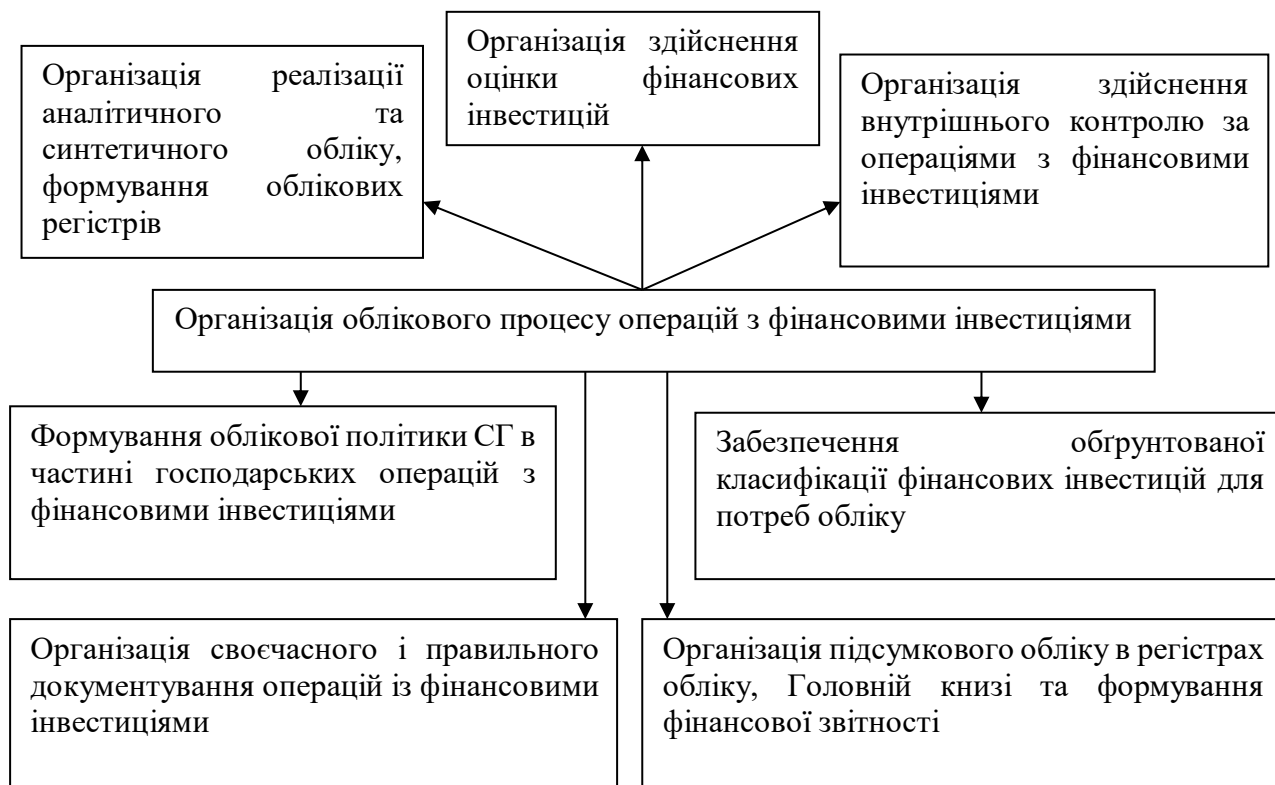 Організація реалізації
аналітичного та
синтетичного обліку,
формування облікових
регістрів
Організація здійснення
оцінки фінансових
інвестицій
Організація здійснення
внутрішнього контролю за
операціями з фінансовими
інвестиціями
Організація облікового процесу операцій з фінансовими інвестиціями
Формування облікової політики СГ в
частині господарських операцій з
фінансовими інвестиціями
Забезпечення обґрунтованої
класифікації фінансових інвестицій для
потреб обліку
Організація своєчасного і правильного
документування операцій із фінансовими
інвестиціями
Організація підсумкового обліку в регістрах
обліку, Головній книзі та формування
фінансової звітності